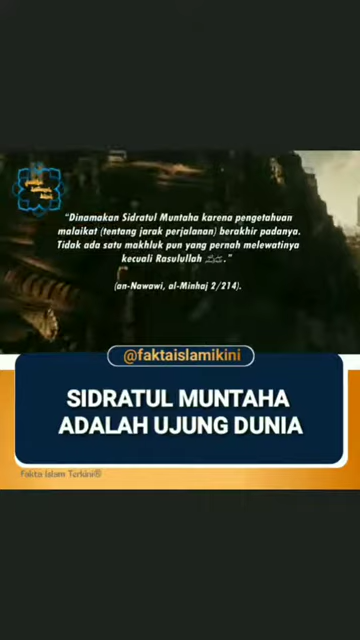 "Dinamakan Sidratul Muntaha karena pengetahuan
malaikat (tentang jarak perjalanan) berakhir padanya.
Tidak ada satu makhluk pun yang pernah melewatinya
kecuali Rasulullah ﷺ."
(an-Nawawi, al-Minhaj 2/214).
@faktaislamikini
SIDRATUL MUNTAHA
ADALAH UJUNG DUNIA
Fakta Islam Terkini®